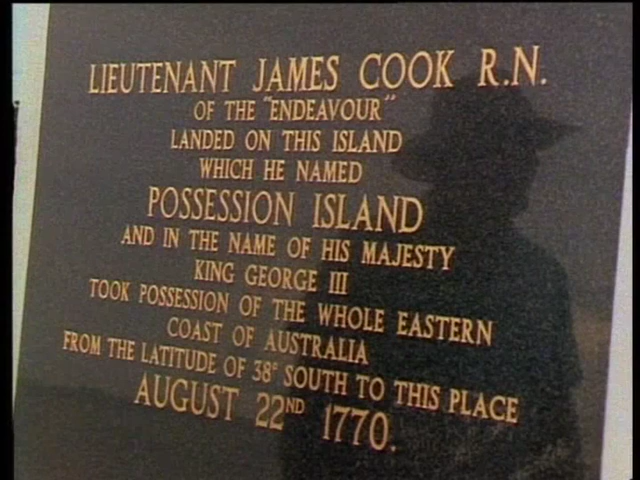 LIEUTENANT JAMES COOK R.N.
OF THE "ENDEAVOUR"
LANDED ON THIS ISLAND
WHICH HE NAMED
POSSESSION ISLAND
AND IN THE NAME OF HIS MAJESTY
KING GEORGE III
TOOK POSSESSION OF THE WHOLE EASTERN
COAST OF AUSTRALIA
FROM THE LATITUDE OF 38° SOUTH TO THIS PLACE
AUGUST 22ND 1770.